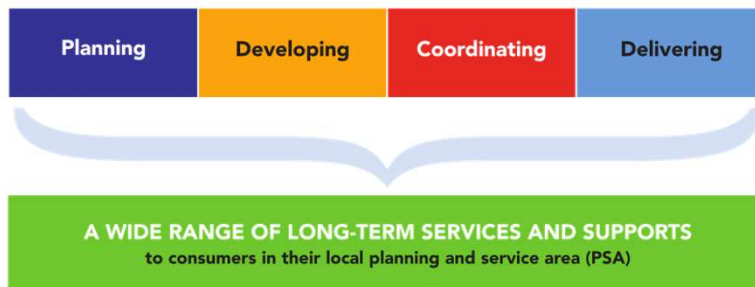 Planning Developing Coordinating Delivering
A WIDE RANGE OF LONG-TERM SERVICES AND SUPPORTS
to consumers in their local planning and service area (PSA)